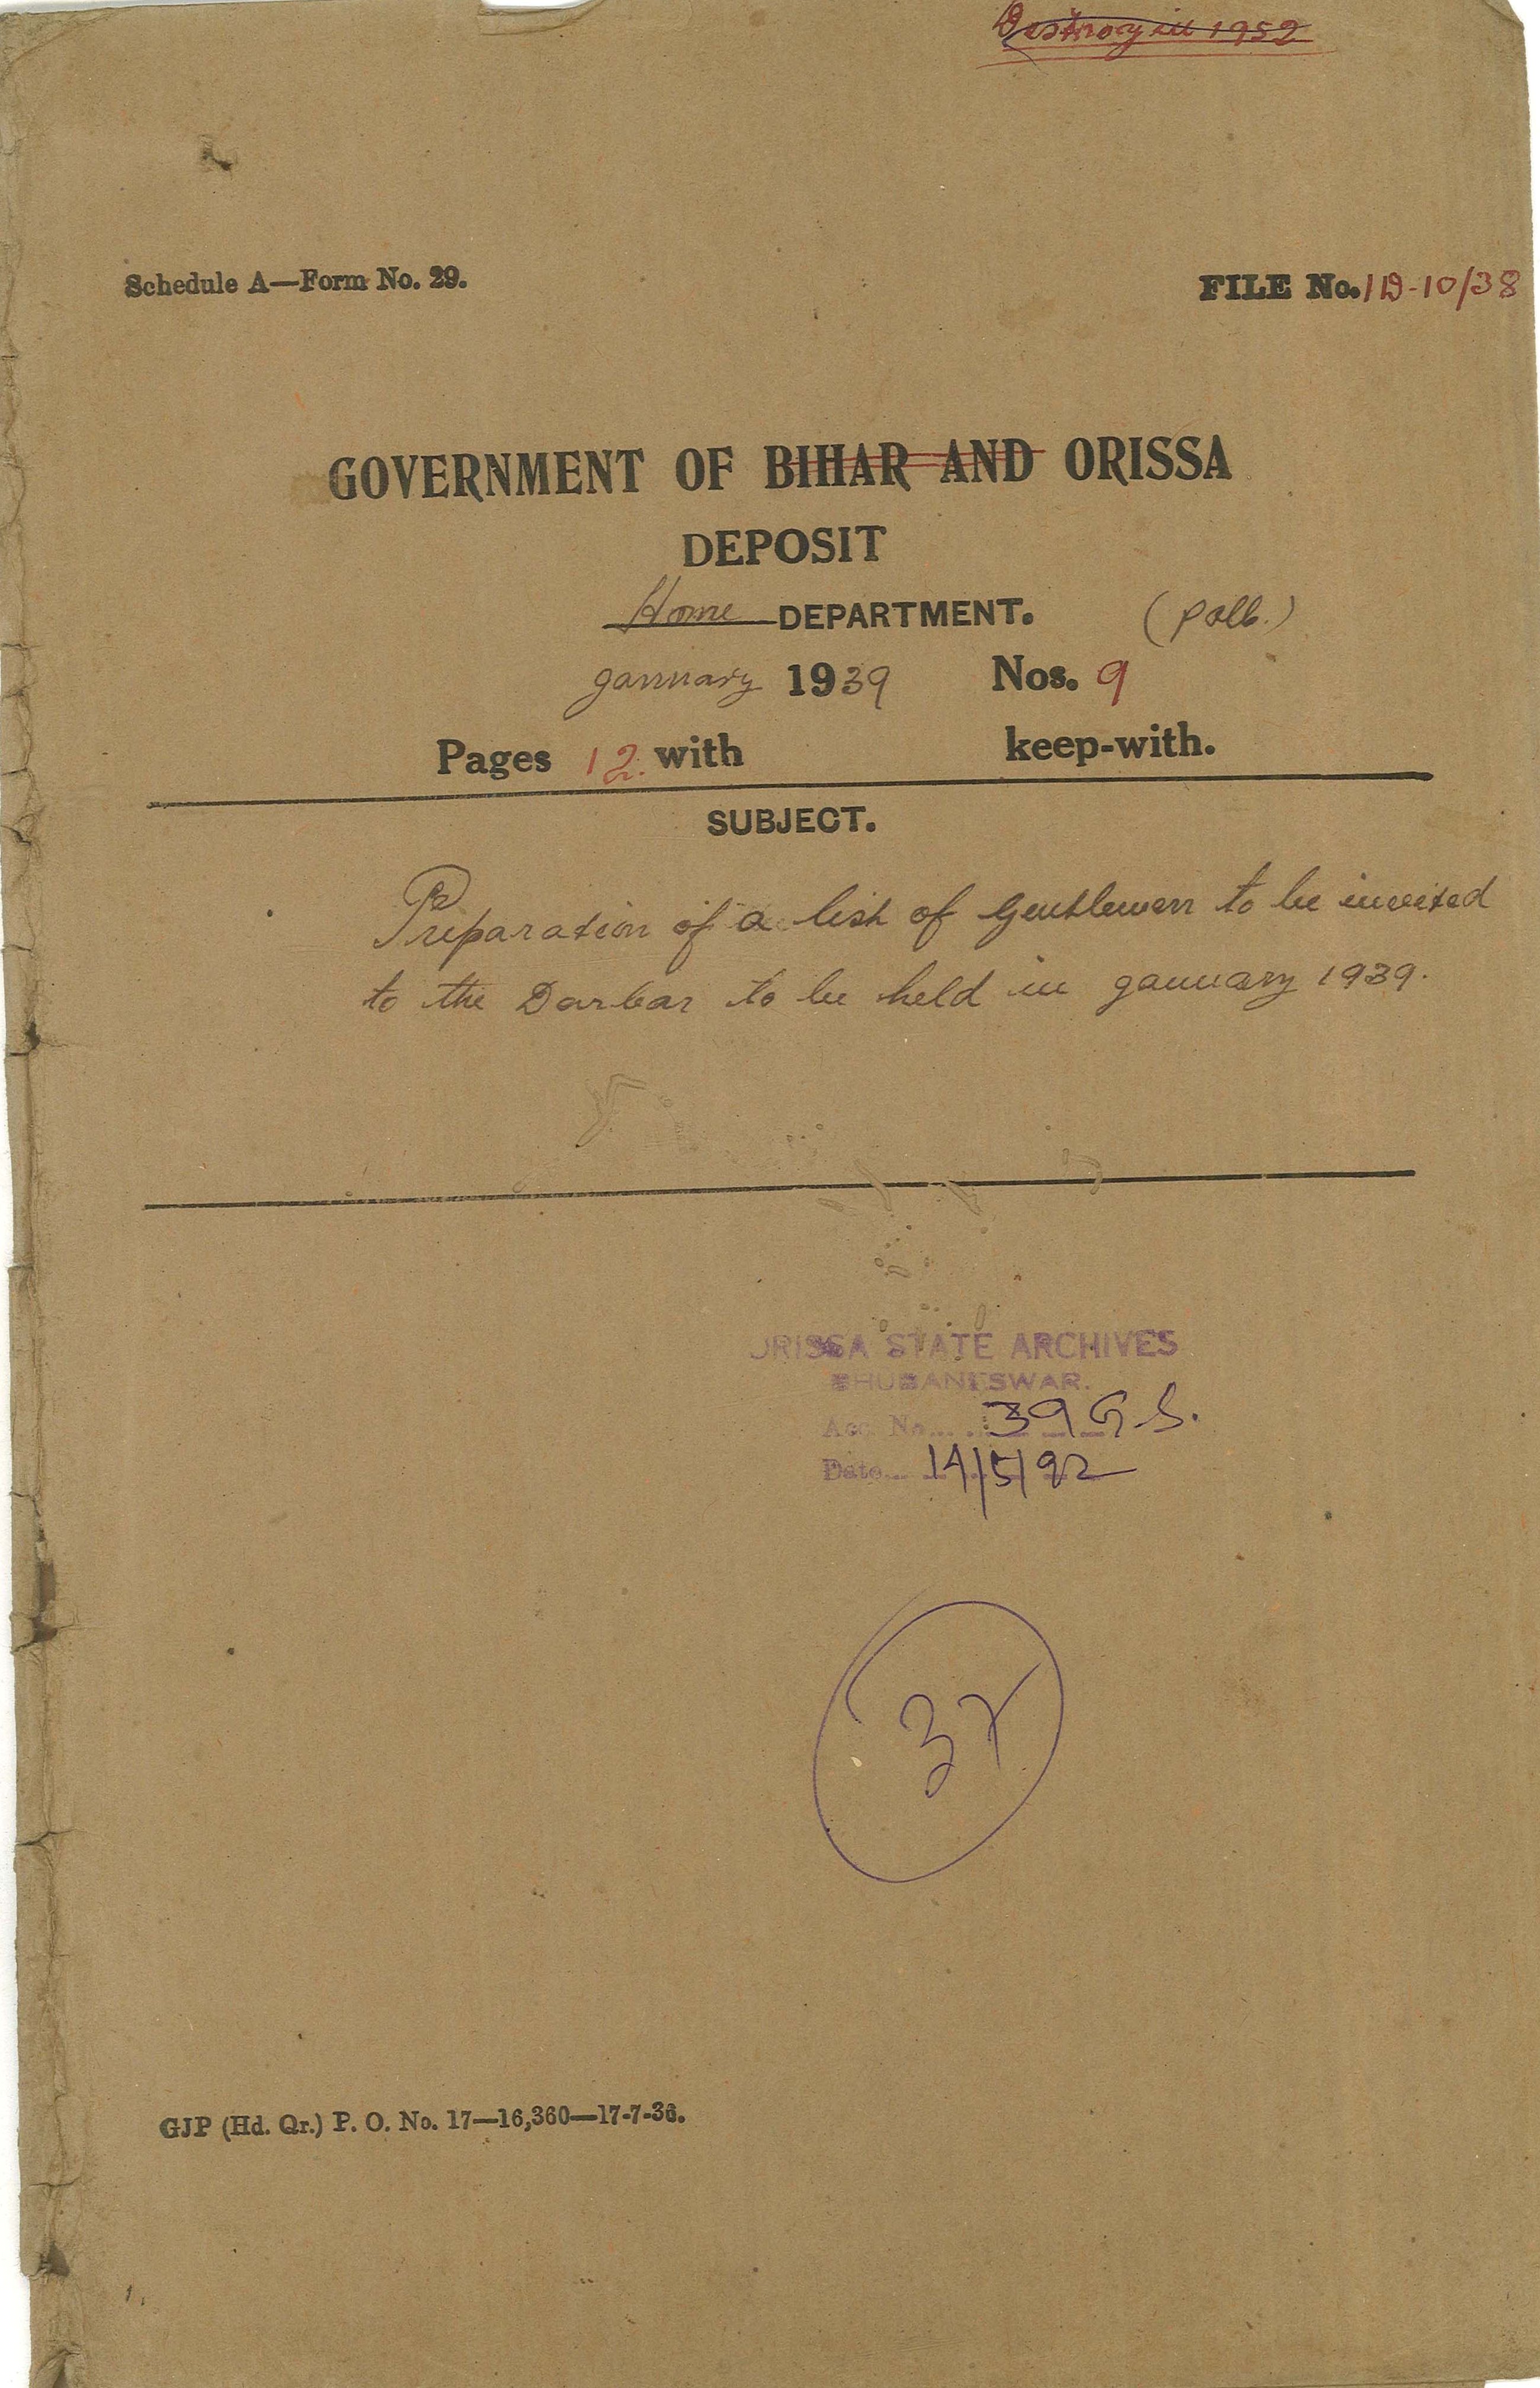 Destroy in 1952
Schedule A—Form No. 29.
FILE No. 1D-10/38
GOVERNMENT OF BIHAR AND ORISSA
DEPOSIT
Home DEPARTMENT. (Poll.)
January 1939 Nos. 9
Pages 12. with keep-with.
SUBJECT.
Preparation of a list of Gentlemen to be invited
to the Darbar to be held in January 1939.
ORISSA STATE ARCHIVES
BHUBANESWAR.
Acc. No.... 39 G.S.
Date... 14/5/92
37
GJP (Hd. Qr.) P. O. No. 17—16,360—17-7-36.